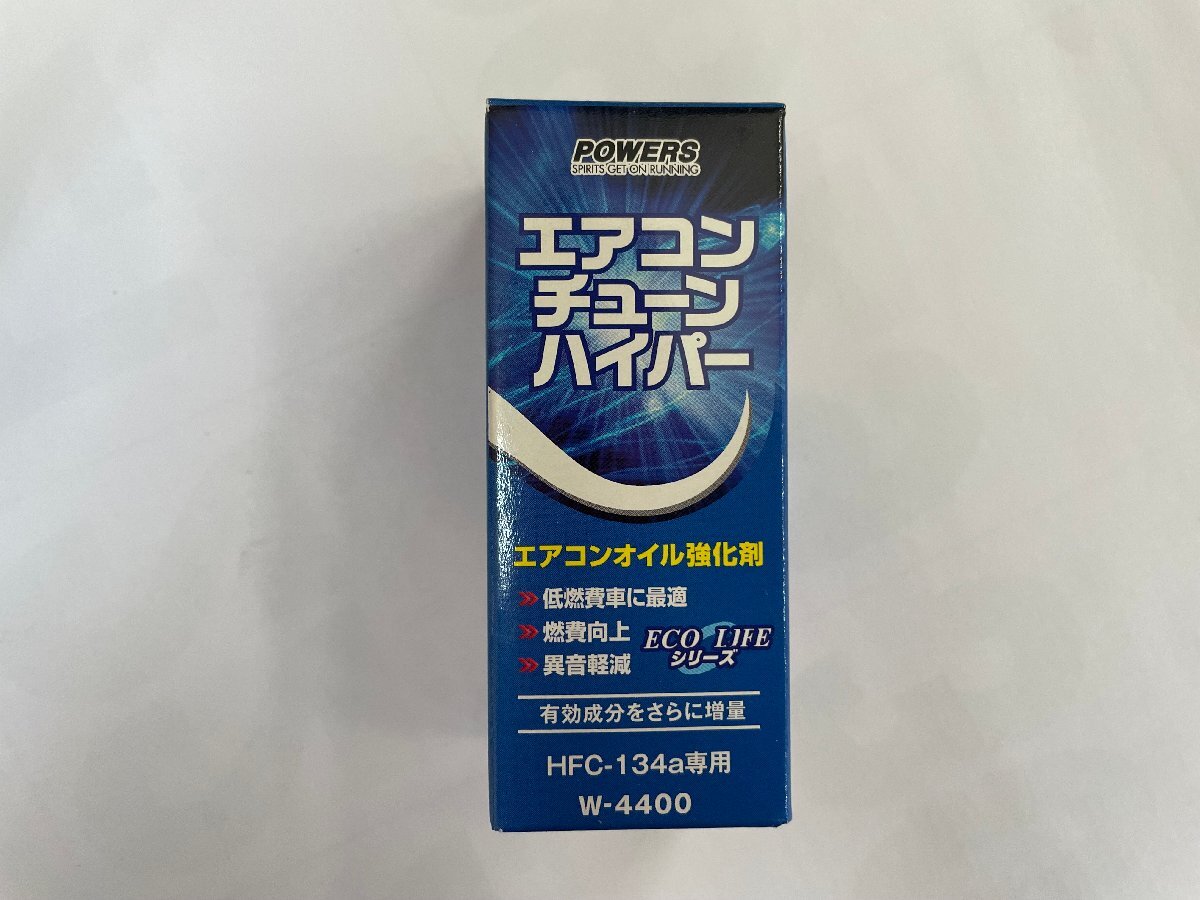 POWERS
SPIRITS GET ON RUNNING
エアコン
チューン
ハイパー
エアコンオイル強化剤
低燃費車に最適
燃費向上
異音軽減
ECO LIFE
シリーズ
有効成分をさらに増量
HFC-134a専用
W-4400